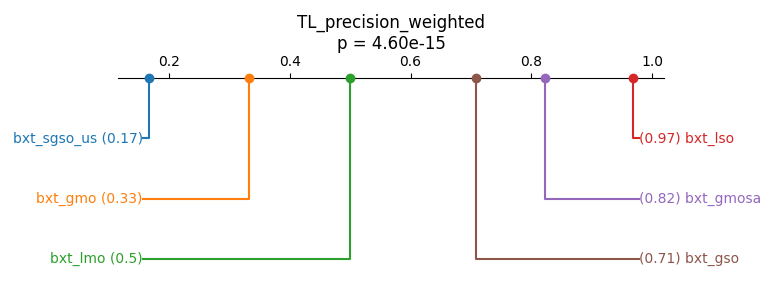 TL_precision_weighted
p = 4.60e-15
0.2 0.4 0.6 0.8 1.0
bxt_sgso_us (0.17) (0.97) bxt_lso
bxt_gmo (0.33) (0.82) bxt_gmosa
bxt_lmo (0.5) (0.71) bxt_gso